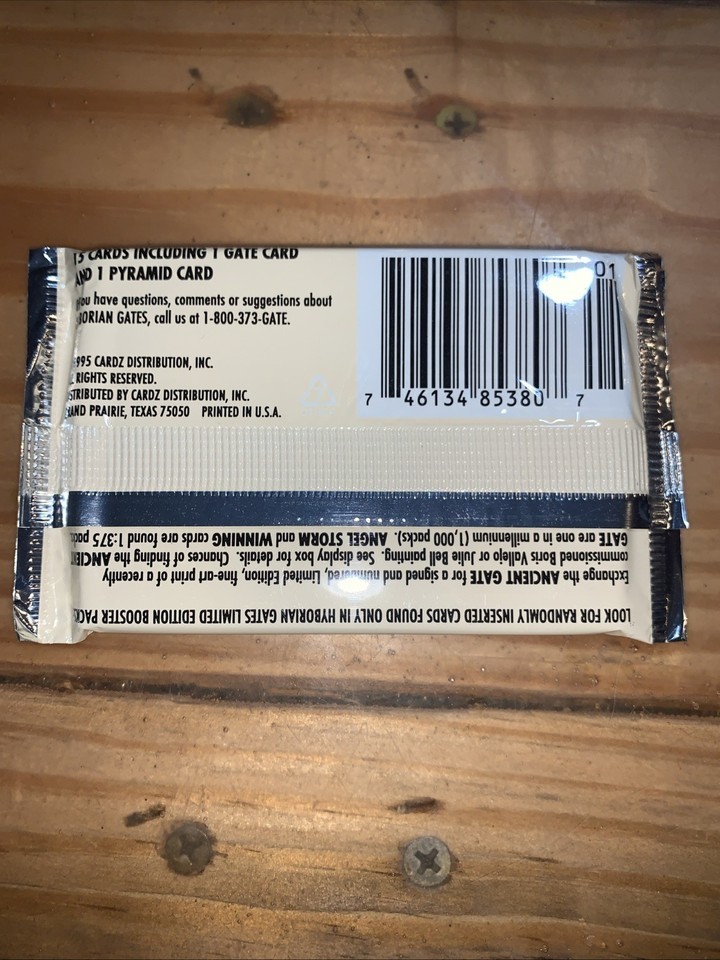 15 CARDS INCLUDING 1 GATE CARD
AND 1 PYRAMID CARD
you have questions, comments or suggestions about
BORIAN GATES, call us at 1-800-373-GATE.
995 CARDZ DISTRIBUTION, INC.
RIGHTS RESERVED.
STRIBUTED BY CARDZ DISTRIBUTION, INC.
AND PRAIRIE, TEXAS 75050 PRINTED IN U.S.A.
01
7 46134 85380 7
LOOK FOR RANDOMLY INSERTED CARDS FOUND ONLY IN HYBORIAN GATES LIMITED EDITION BOOSTER PACKS
Exchange the ANCIENT GATE for a signed and numbered, Limited Edition, fine-art print of a recently
commissioned Boris Vallejo or Julie Bell painting. See display box for details. Chances of finding the ANCIENT
GATE are one in a millennium (1,000 packs). ANGEL STORM and WINNING cards are found 1:375 packs